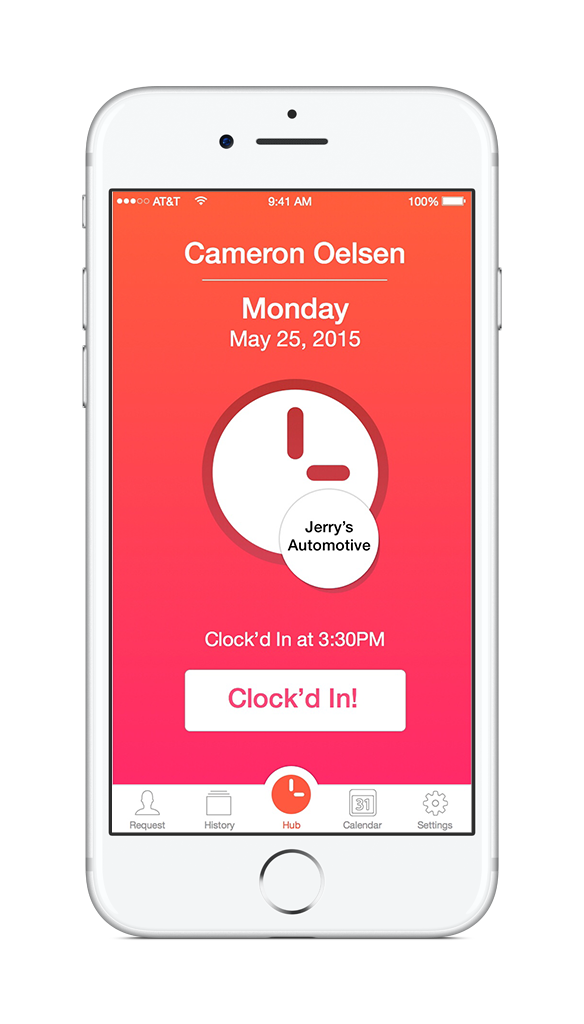 AT&T 9:41 AM 100%
Cameron Oelsen
Monday
May 25, 2015
Jerry's
Automotive
Clock'd In at 3:30PM
Clock'd In!
31
Request History Hub Calendar Settings